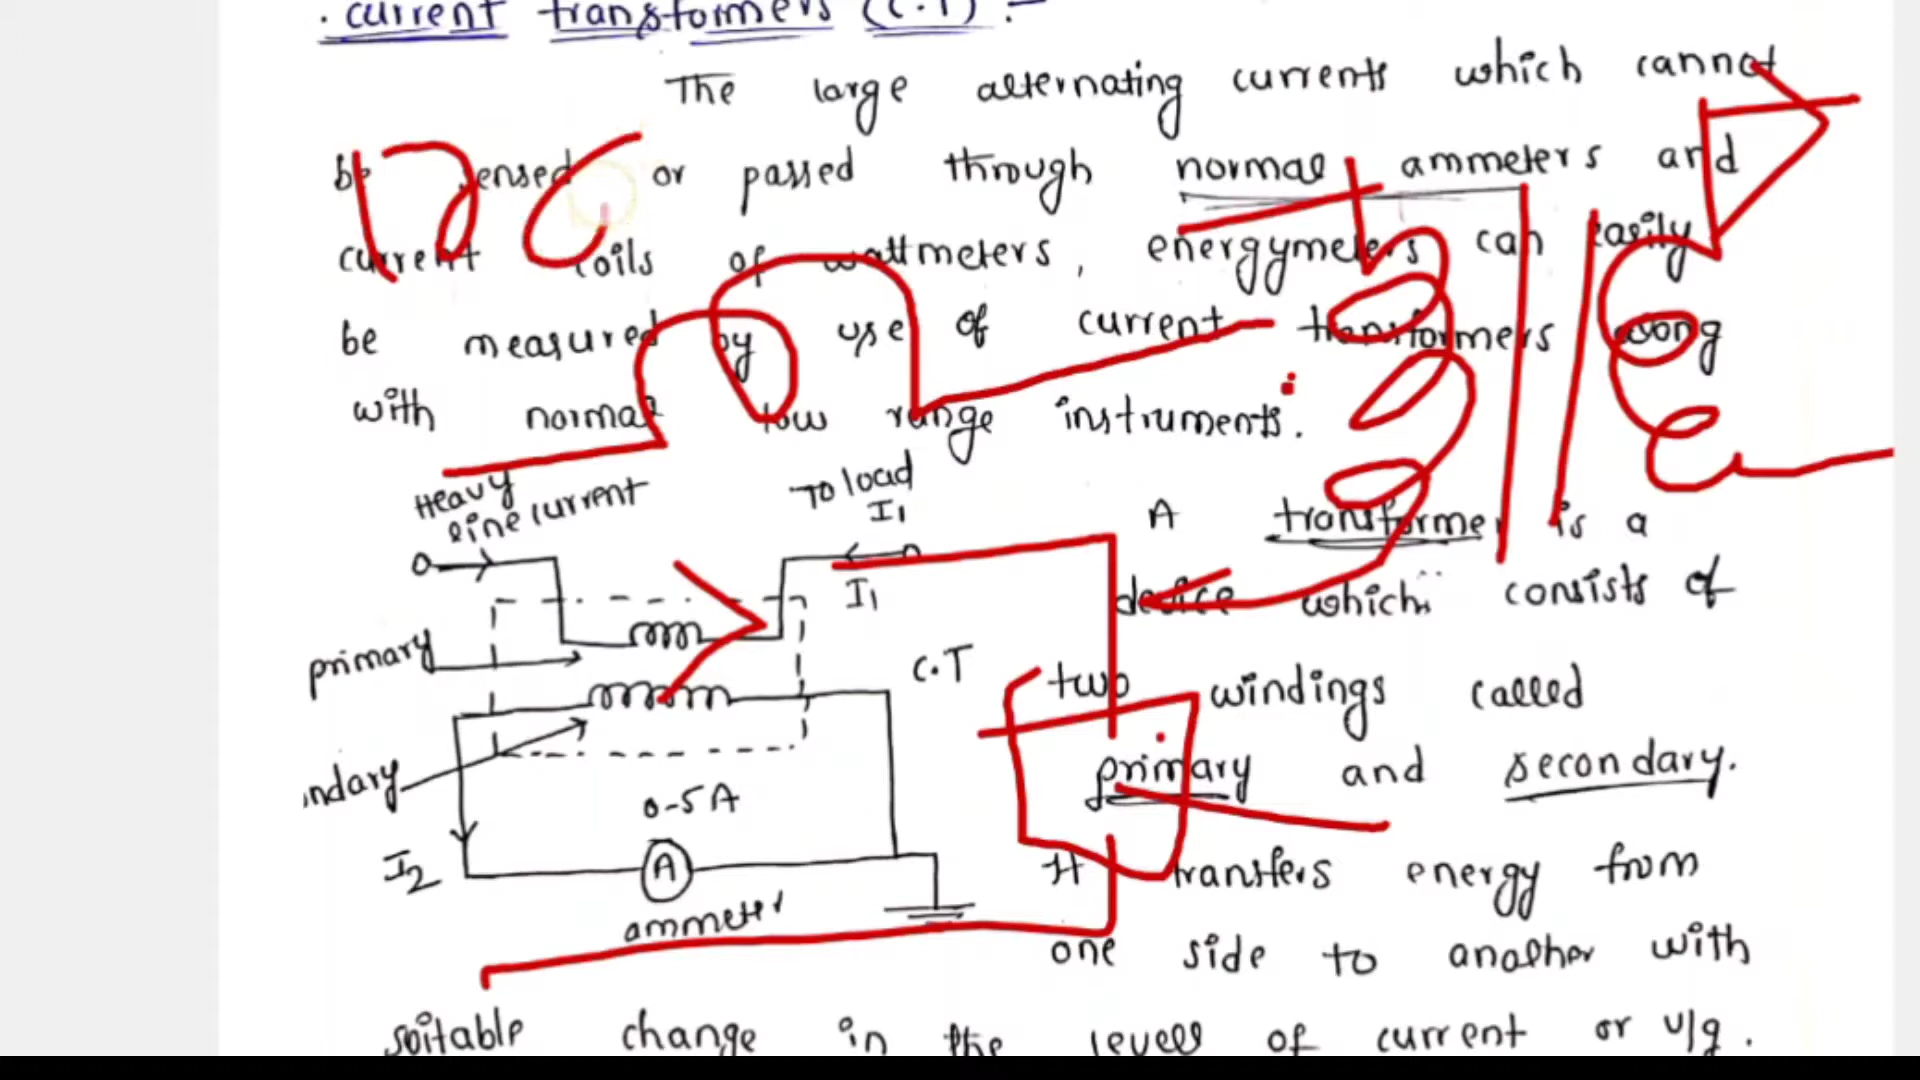 . current transformers (C.T) :-
The large alternating currents which cannot
be sensed or passed through normal ammeters and
current coils of wattmeters, energymeters can easily
be measured by use of current transformers along
with normal low range instruments.
Heavy
line current
To load
I1
I1
primary
C.T
ndary
0-5A
I2
A
ammeter
A transformer is a
device which consists of
two windings called
primary and secondary.
It transfers energy from
one side to another with
suitable change in the levels of current or v/g.
DC